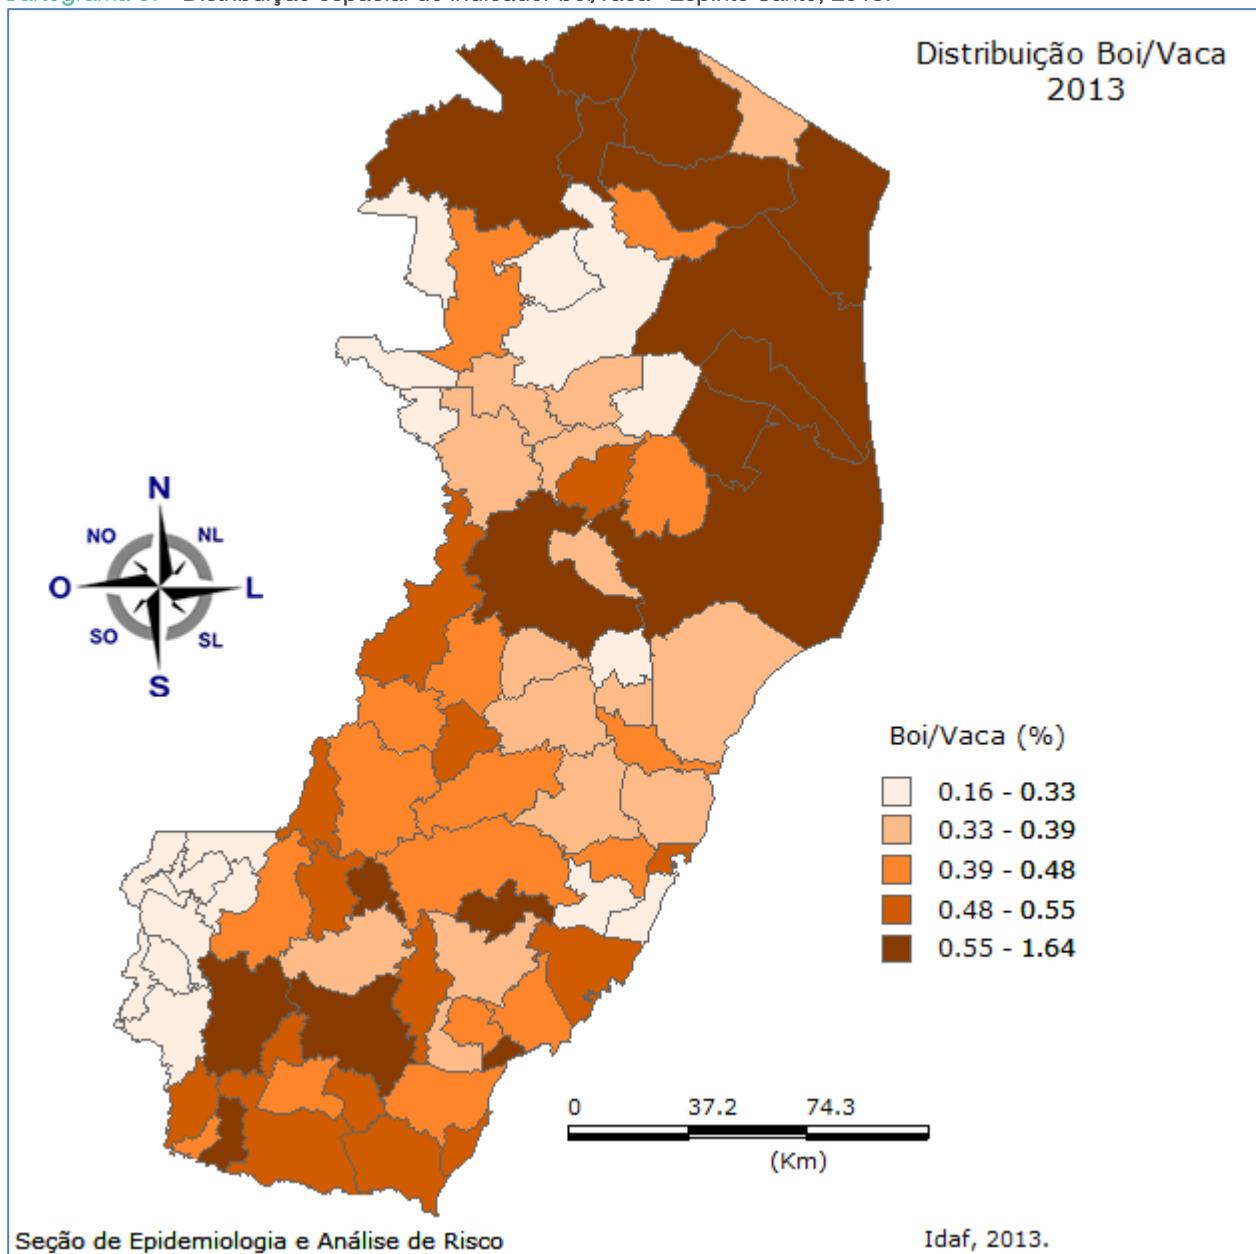 Distribuição Boi/Vaca
2013
N
NO
NL
O
L
SO
SL
S
Boi/Vaca (%)
0.16 - 0.33
0.33 - 0.39
0.39 - 0.48
0.48 - 0.55
0.55 - 1.64
0 37.2 74.3
(Km)
Seção de Epidemiologia e Análise de Risco
Idaf, 2013.